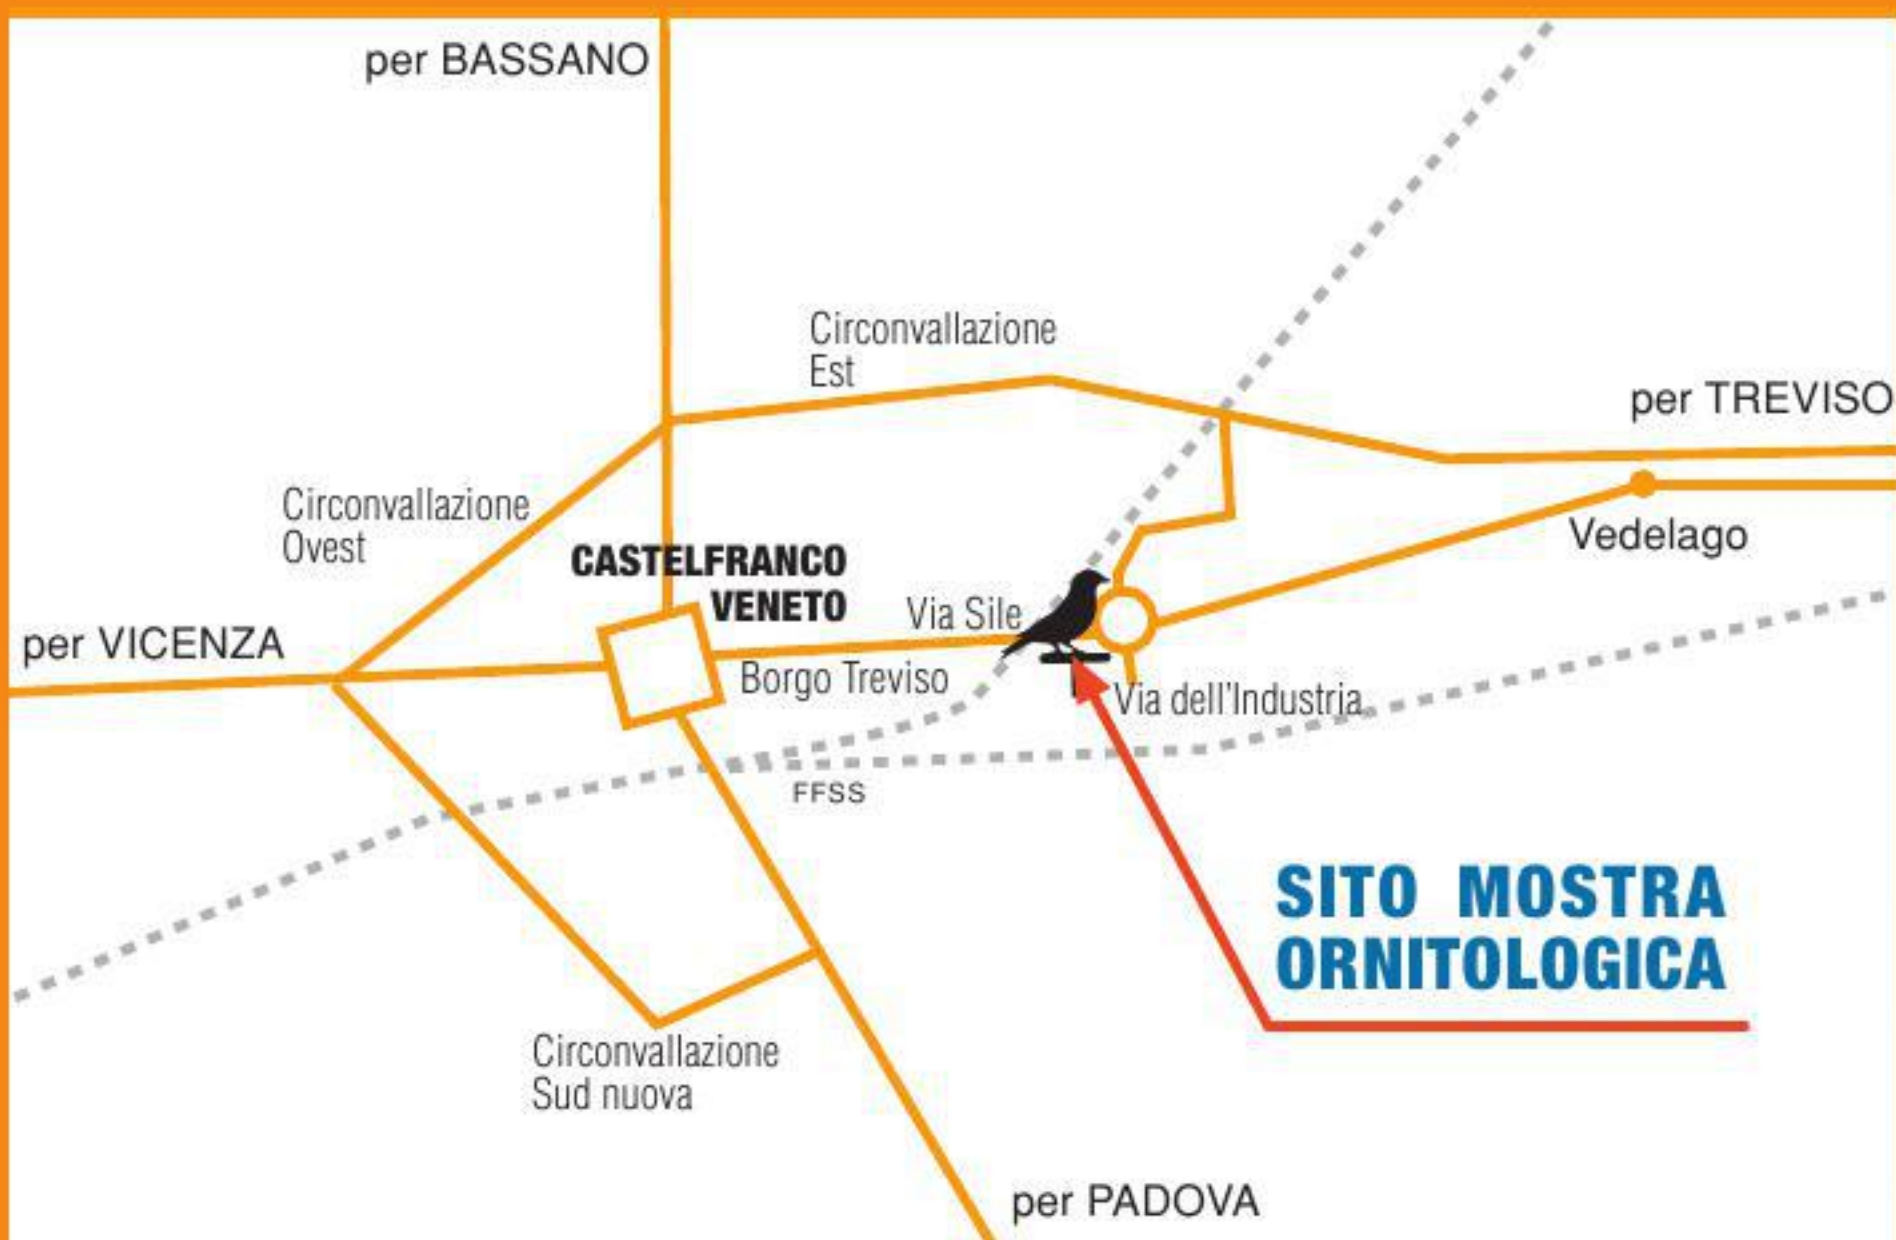 per BASSANO
Circonvallazione
Est
per TREVISO
Circonvallazione
Ovest
CASTELFRANCO
VENETO
Vedelago
Via Sile
per VICENZA
Borgo Treviso
Via dell'Industria
FFSS
SITO MOSTRA
ORNITOLOGICA
Circonvallazione
Sud nuova
per PADOVA